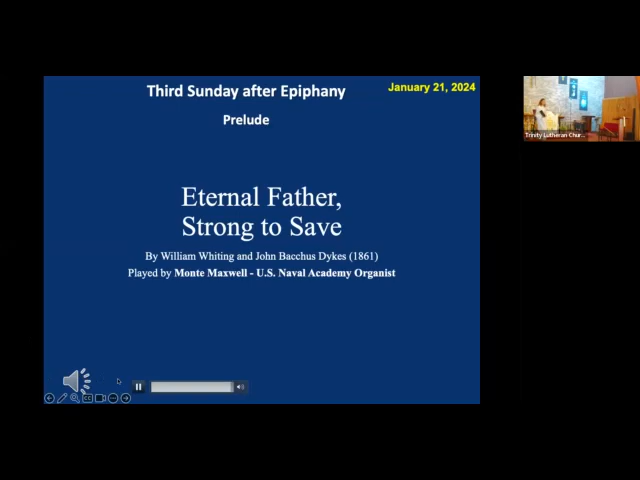 Third Sunday after Epiphany
January 21, 2024
Prelude
Eternal Father,
Strong to Save
By William Whiting and John Bacchus Dykes (1861)
Played by Monte Maxwell - U.S. Naval Academy Organist
Trinity Lutheran Chur...